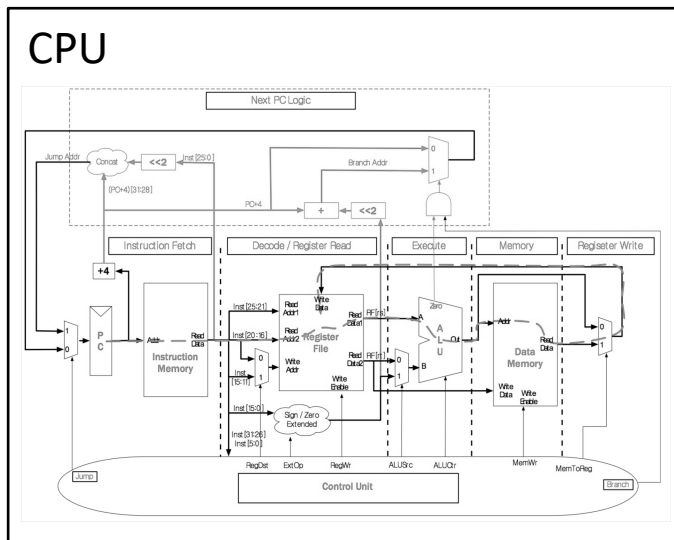 CPU
Next PC Logic
Jump Addr
Concat
<<2
Inst [25:0]
0
1
Branch Addr
(PC+4)[31:28]
PC+4
+
<<2
Instruction Fetch
Decode / Register Read
Execute
Memory
Regiseter Write
+4
1
0
P
C
Addr
Read
Data
Instruction
Memory
Inst [25:21]
Inst [20:16]
Inst
[15:11]
Inst [15:0]
Inst [31:26]
Inst [5:0]
0
1
Read
Addr1
Read
Addr2
Write
Addr
Write
Data
Register
File
Read
Data1
Read
Data2
Write
Enable
RF[rs]
RF[rt]
Sign / Zero
Extended
0
1
A
B
Zero
A
L
U
Out
Addr
Read
Data
Data
Memory
Write
Data
Write
Enable
0
1
RegDst
ExtOp
RegWr
ALUSrc
ALUCtr
MemWr
MemToReg
Jump
Control Unit
Branch